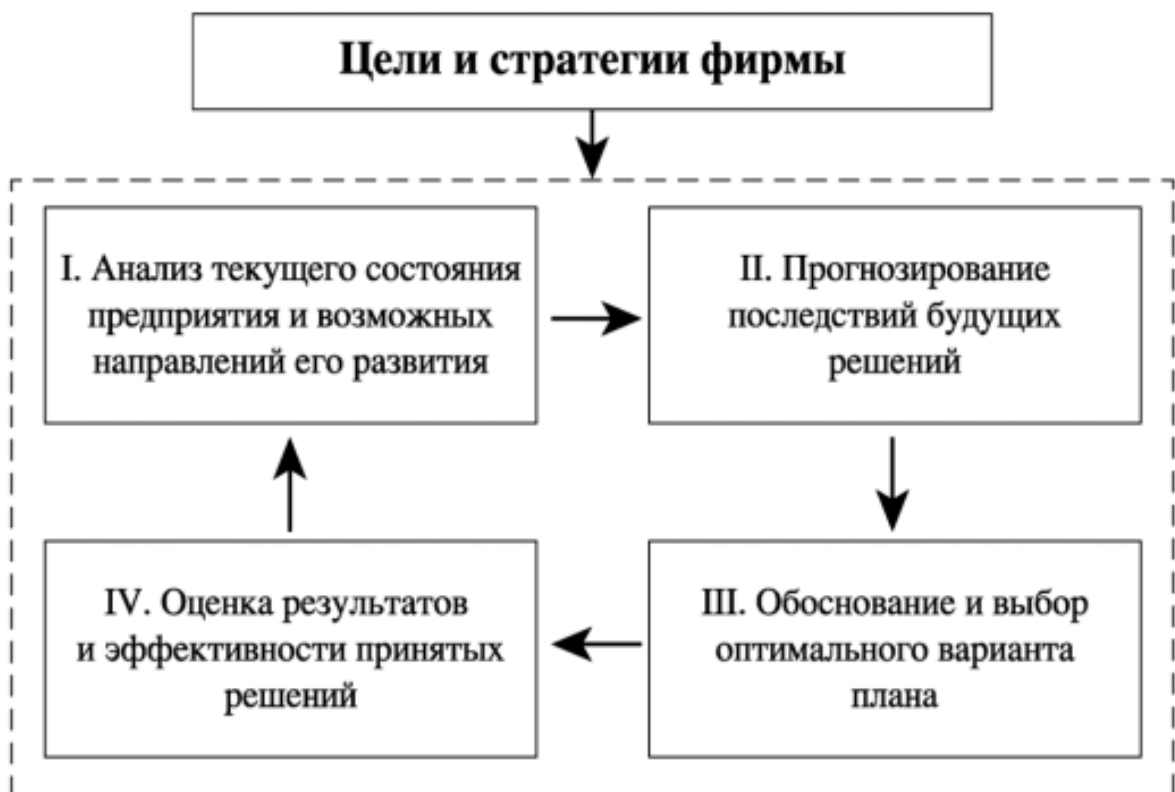 Цели и стратегии фирмы
I. Анализ текущего состояния
предприятия и возможных
направлений его развития
II. Прогнозирование
последствий будущих
решений
III. Обоснование и выбор
оптимального варианта
плана
IV. Оценка результатов
и эффективности принятых
решений